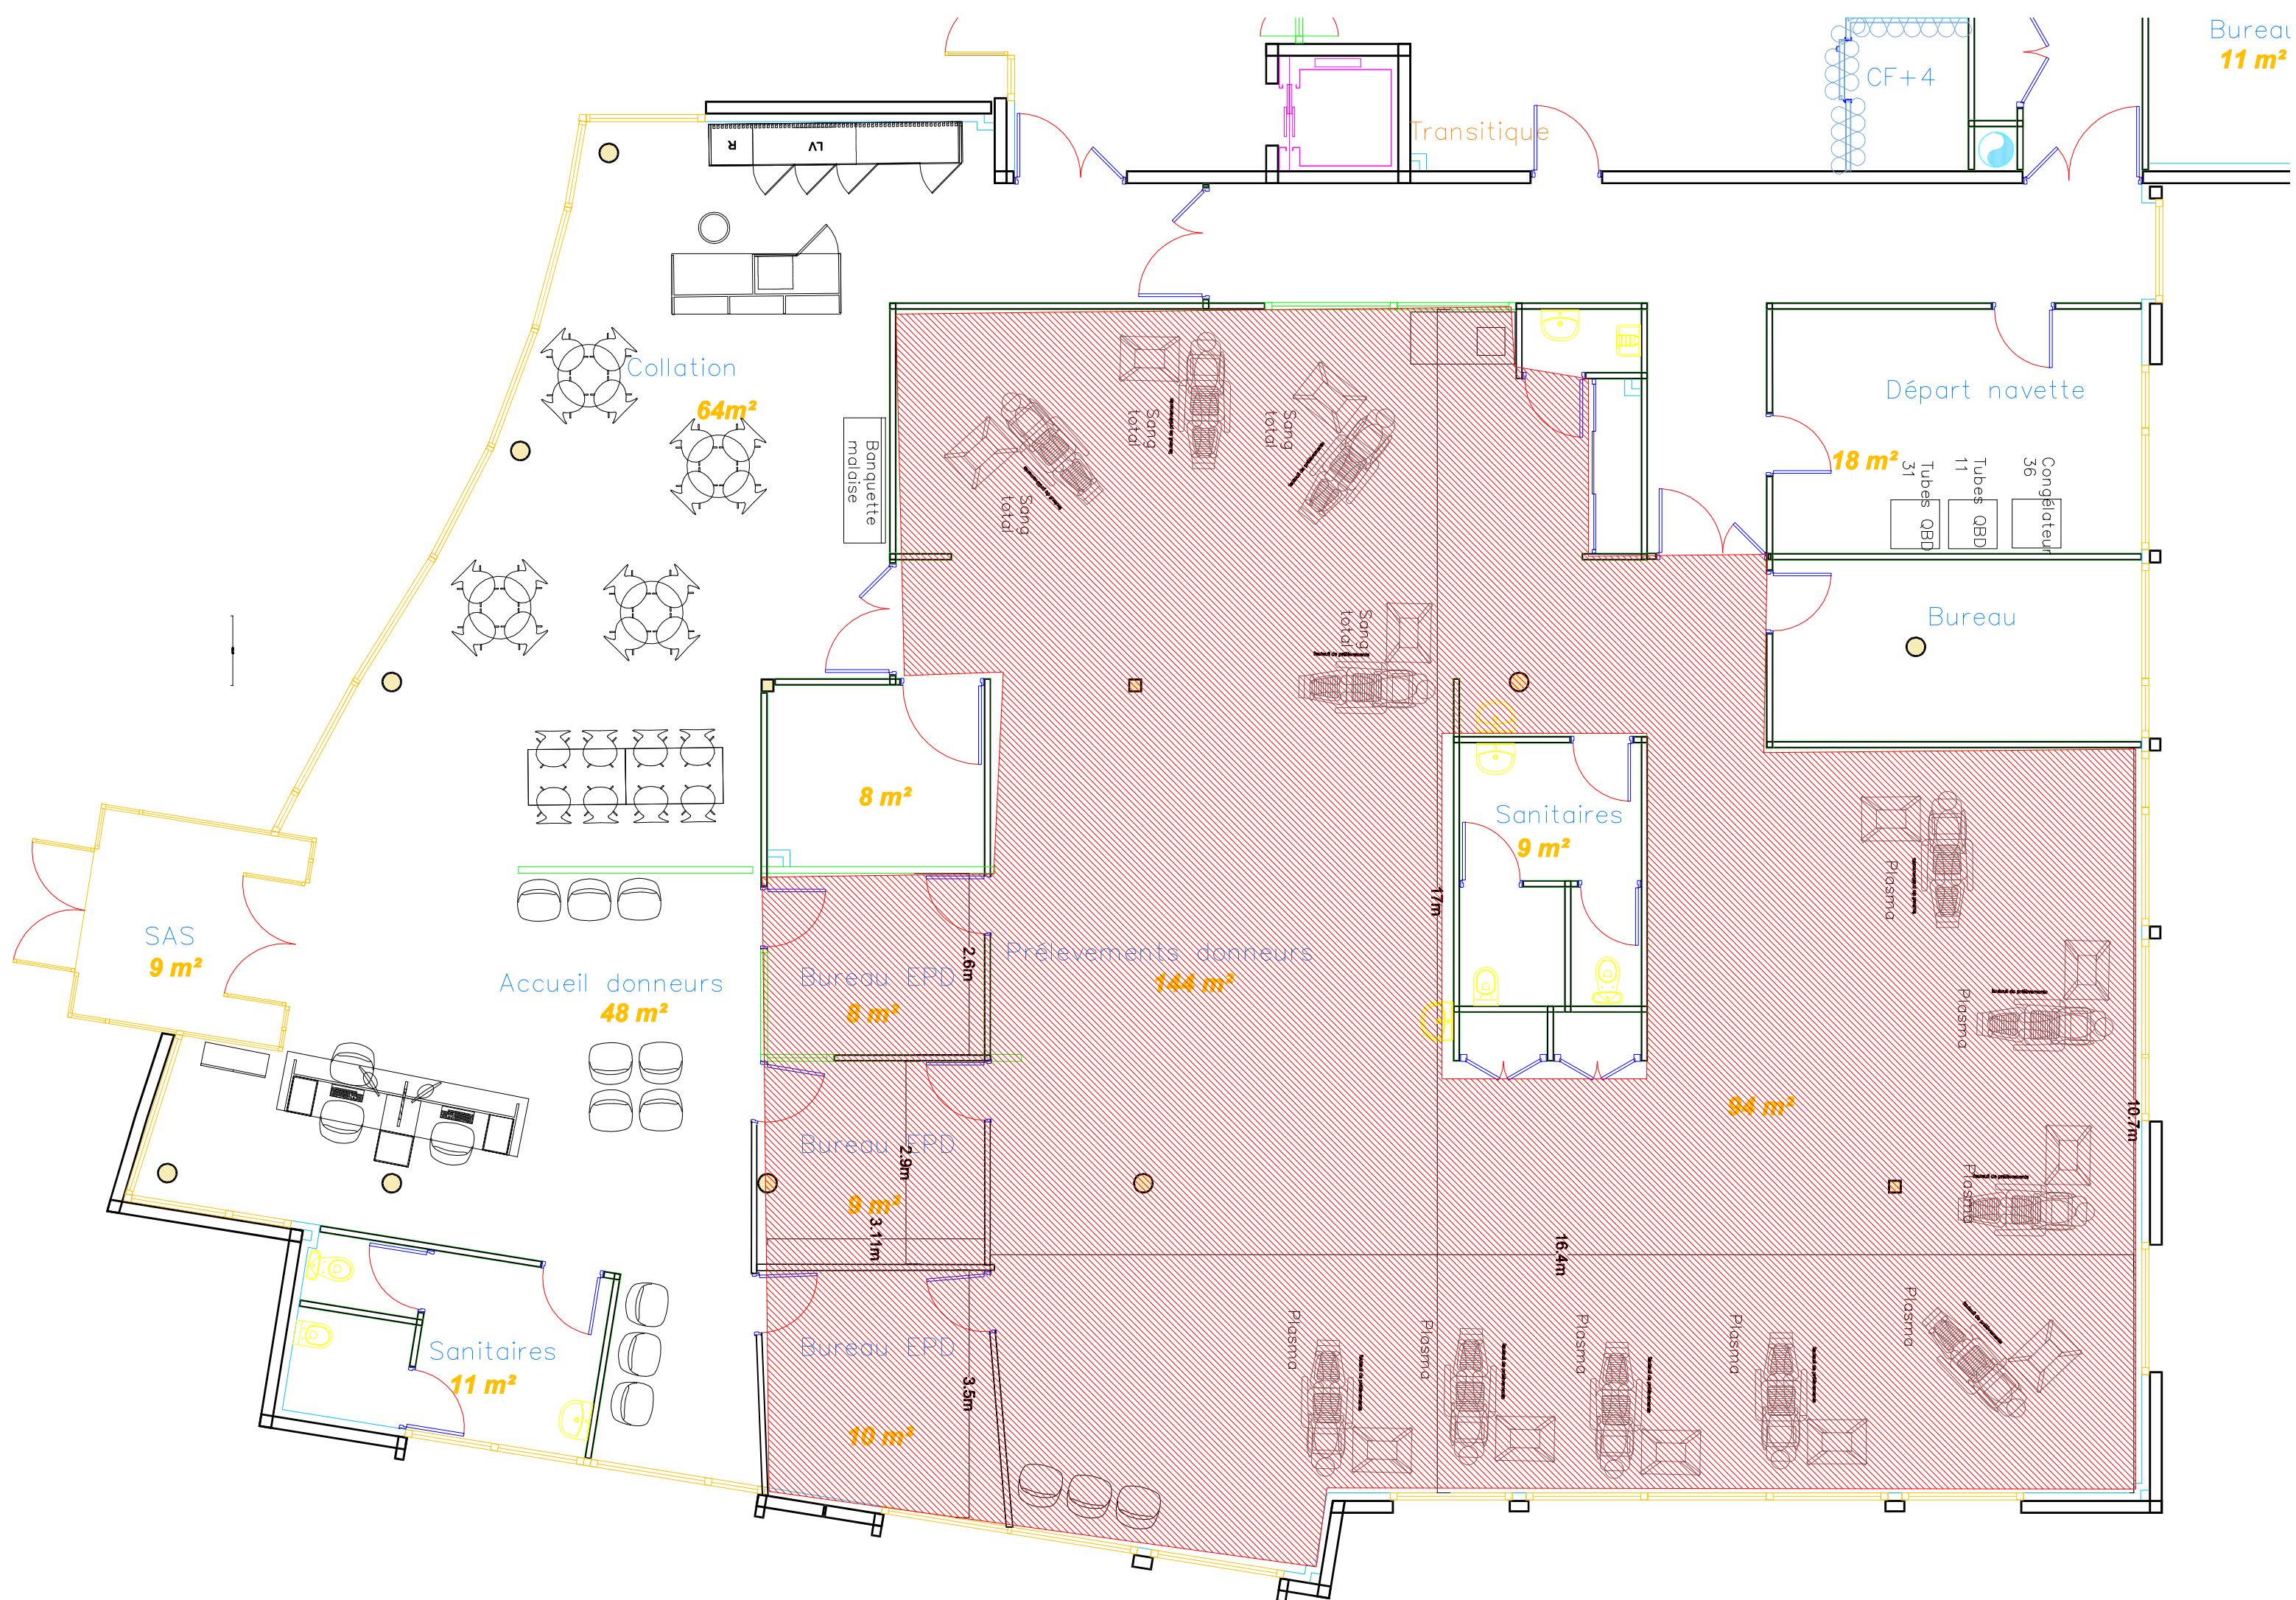 Bureau
11 m²
CF+4
Transitique
R
LV
Collation
64m²
Banquette
malaise
Sang
total
Sang
total
Sang
total
Départ navette
18 m²
Tubes QBD
31
Tubes QBD
11
Congélateur
36
Bureau
Sang
total
fauteuil de prélèvements
8 m²
Sanitaires
9 m²
Plasma
17m
SAS
9 m²
Accueil donneurs
48 m²
Bureau EPD
8 m²
2.6m
Prélevements donneurs
144 m²
Plasma
94 m²
10.7m
Bureau EPD
9 m²
2.9m
3.11m
16.4m
Plasma
Sanitaires
11 m²
Bureau EPD
10 m²
3.5m
Plasma
Plasma
Plasma
Plasma
Plasma